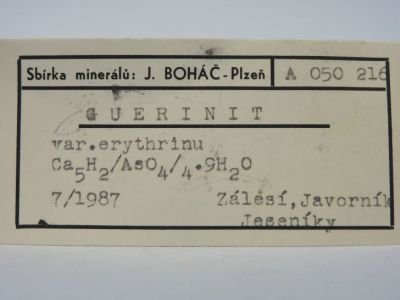 Sbírka minerálů: J. BOHÁČ - Plzeň A 050 216
GUERINIT
var.erythrinu
Ca5H2/AsO4/4.9H2O
7/1987 Zálesí, Javorník
Jeseníky